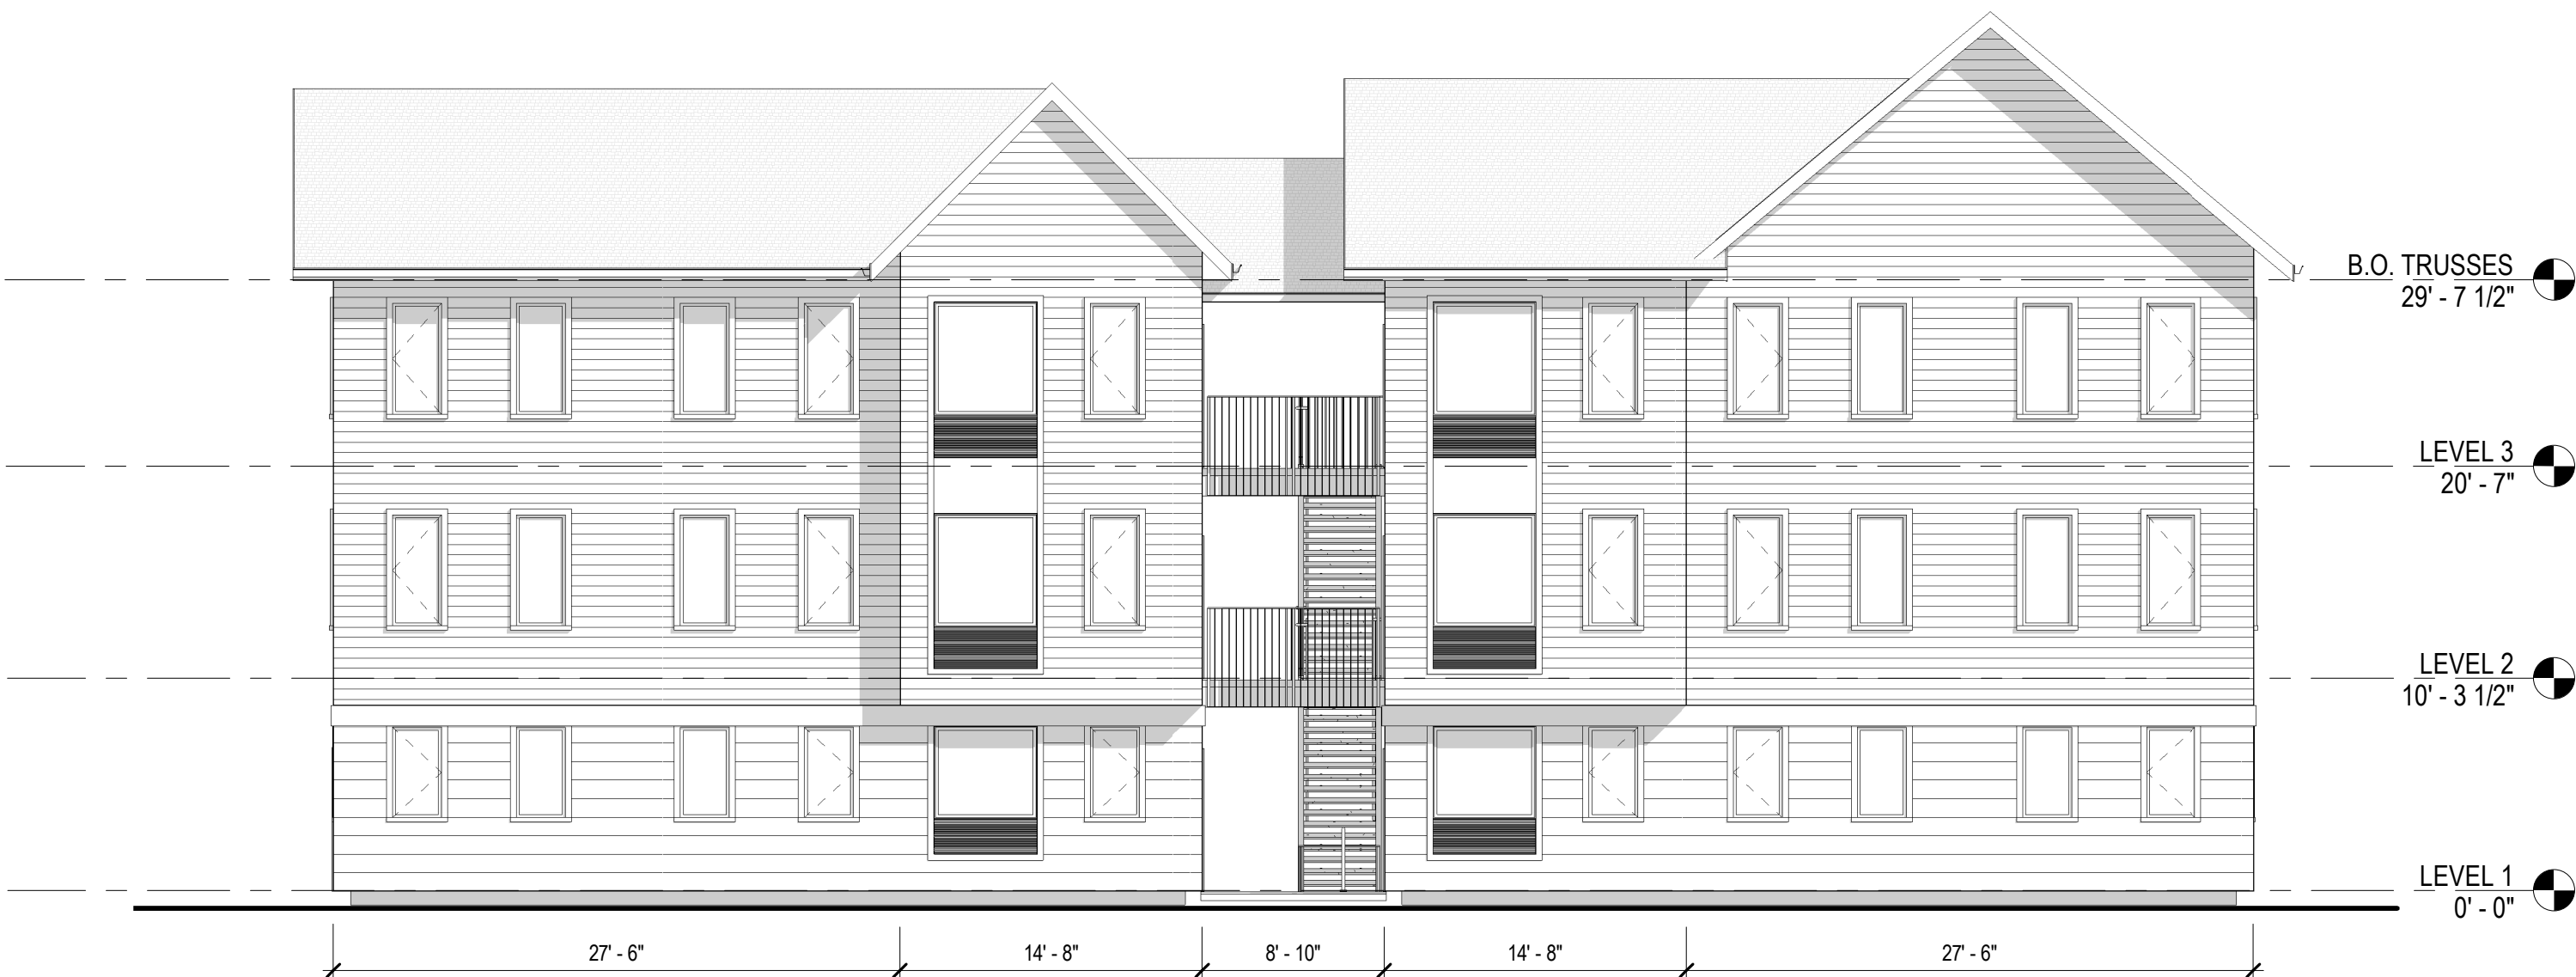 B.O. TRUSSES
29' - 7 1/2"
LEVEL 3
20' - 7"
LEVEL 2
10' - 3 1/2"
LEVEL 1
0' - 0"
27' - 6" 14' - 8" 8' - 10" 14' - 8" 27' - 6"